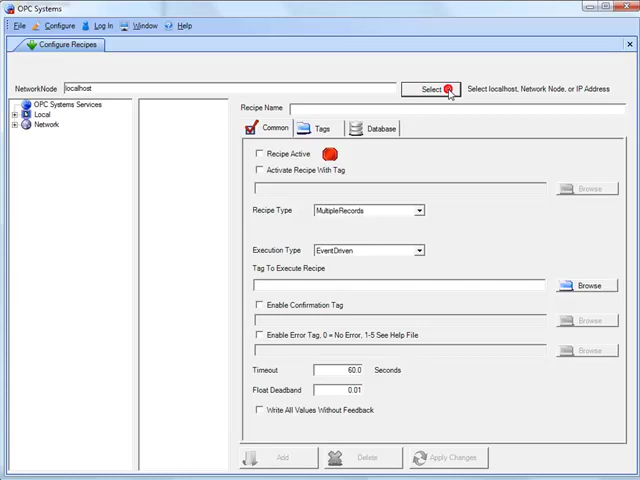 OPC Systems
File Configure Log In Window Help
Configure Recipes
NetworkNode localhost Select Select localhost, Network Node. or IP Address
OPC Systems Services
Local
Network
Recipe Name
Common Tags Database
Recipe Active
Activate Recipe With Tag
Browse
Recipe Type MultipleRecords
Execution Type EventDriven
Tag To Execute Recipe
Browse
Enable Confirmation Tag
Browse
Enable Error Tag, 0 = No Error, 1-5 See Help File
Browse
Timeout 60.0 Seconds
Float Deadband 0.01
Write All Values Without Feedback
Add Delete Apply Changes